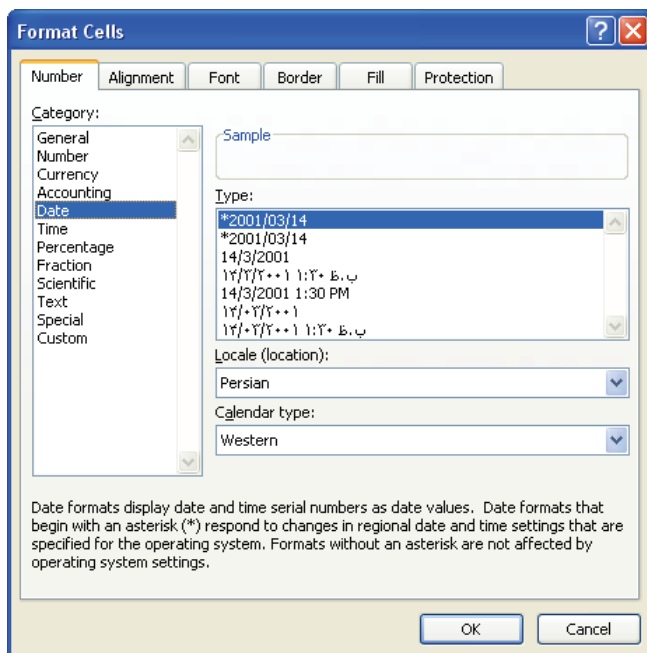 Format Cells
Number Alignment Font Border Fill Protection
Category:
General
Number
Currency
Accounting
Date
Time
Percentage
Fraction
Scientific
Text
Special
Custom
Sample
Type:
*2001/03/14
*2001/03/14
14/3/2001
۱۴/۳/۲۰۰۱ ۱:۳۰ ب.ظ
14/3/2001 1:30 PM
۱۴/۰۳/۲۰۰۱
۱۴/۰۳/۲۰۰۱ ۱:۳۰ ب.ظ
Locale (location):
Persian
Calendar type:
Western
Date formats display date and time serial numbers as date values. Date formats that
begin with an asterisk (*) respond to changes in regional date and time settings that are
specified for the operating system. Formats without an asterisk are not affected by
operating system settings.
OK Cancel